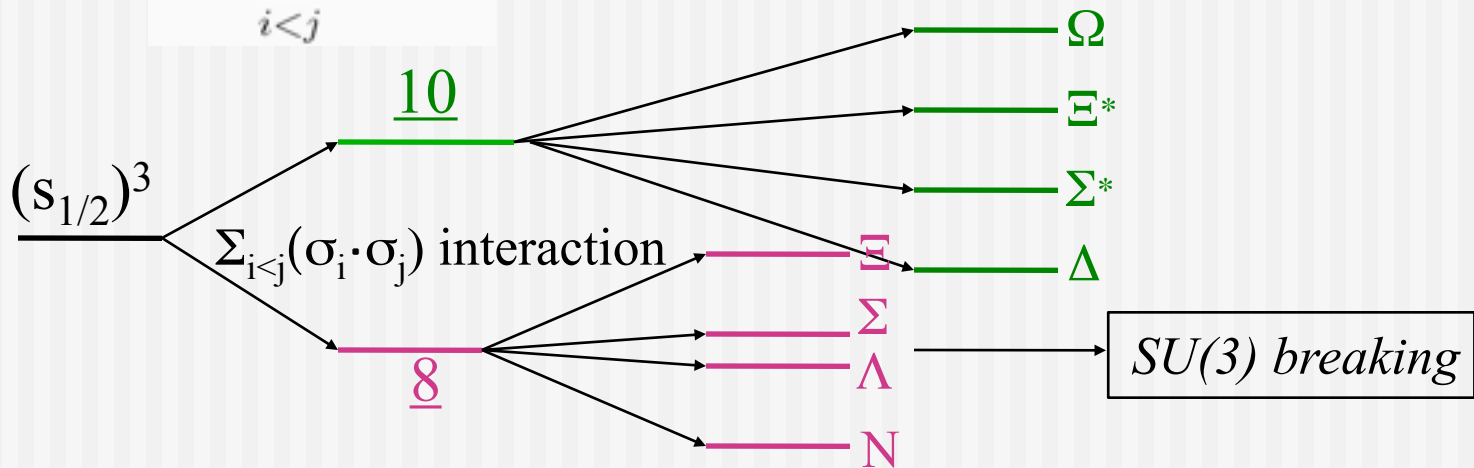 i<j
Ω
10
Ξ*
(s1/2)3
Σ*
Σi<j(σi·σj) interaction
Ξ
Δ
Σ
SU(3) breaking
8
Λ
N